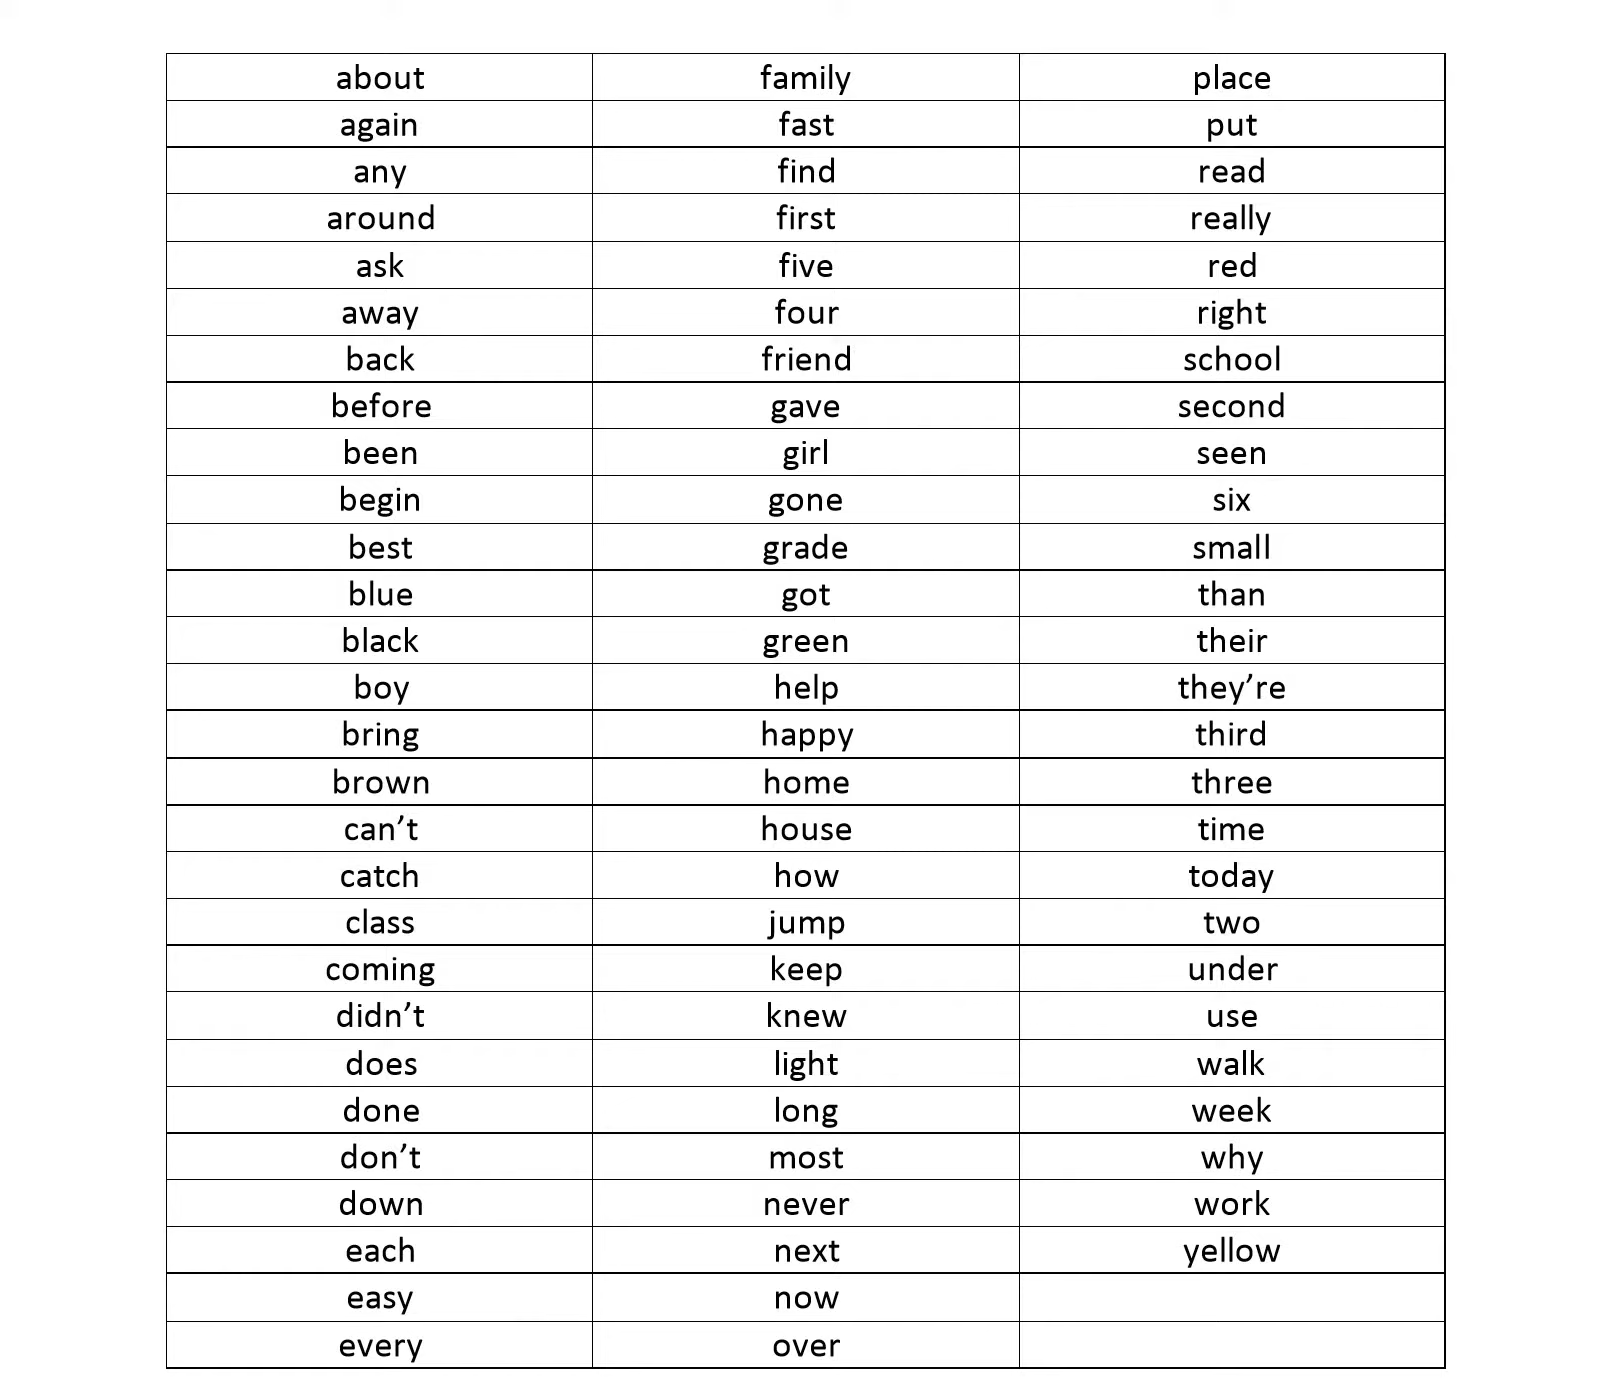 about family place
again fast put
any find read
around first really
ask five red
away four right
back friend school
before gave second
been girl seen
begin gone six
best grade small
blue got than
black green their
boy help they’re
bring happy third
brown home three
can’t house time
catch how today
class jump two
coming keep under
didn’t knew use
does light walk
done long week
don’t most why
down never work
each next yellow
easy now
every over